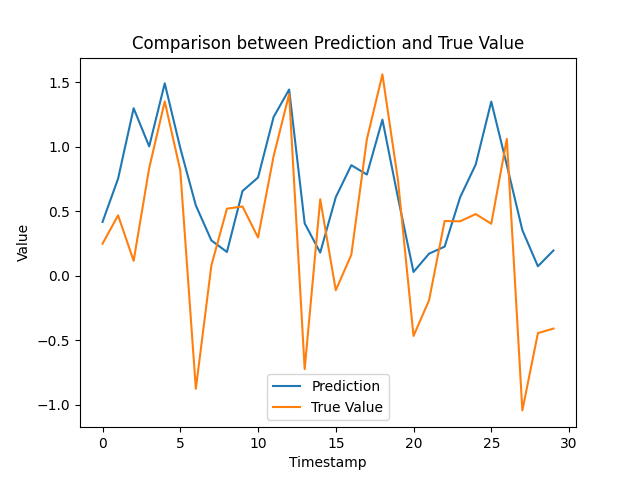 Comparison between Prediction and True Value
1.5
1.0
0.5
0.0
−0.5
−1.0
Value
Prediction
True Value
0 5 10 15 20 25 30
Timestamp